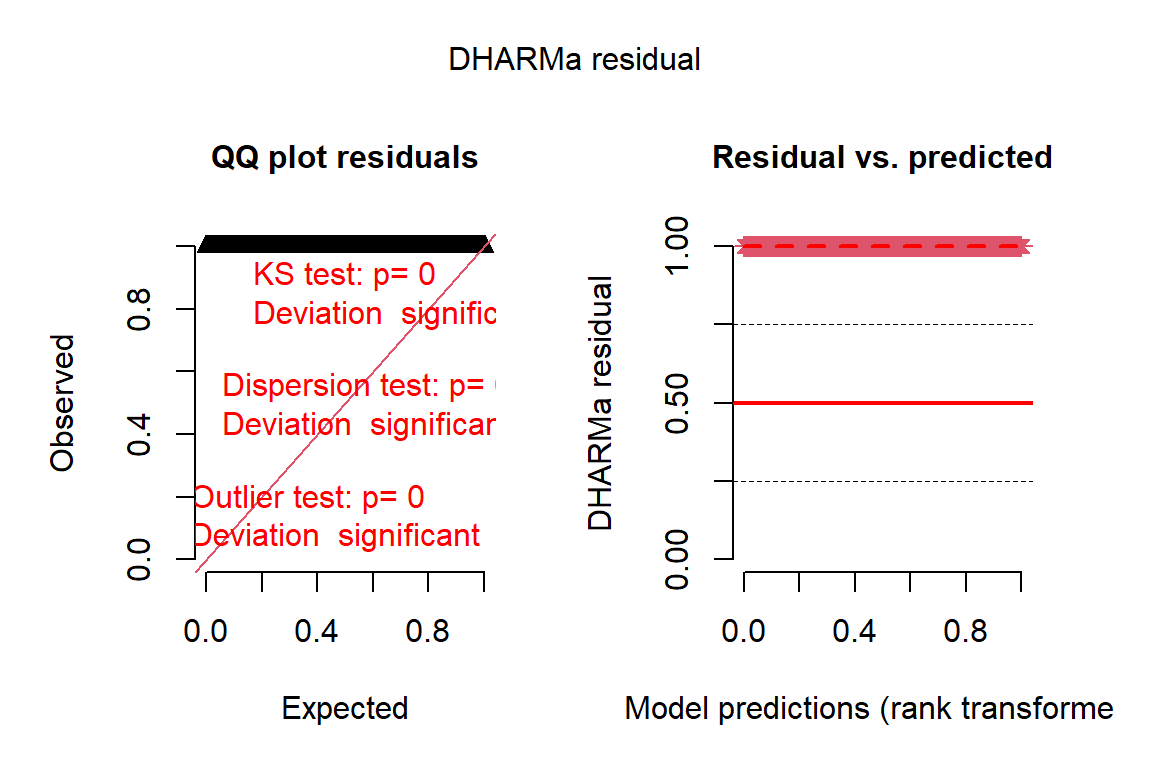 DHARMa residual
QQ plot residuals
Observed
0.0 0.4 0.8
KS test: p= 0
Deviation significc
Dispersion test: p=
Deviation significar
Outlier test: p= 0
Deviation significant
0.0 0.4 0.8
Expected
Residual vs. predicted
DHARMa residual
0.00 0.50 1.00
0.0 0.4 0.8
Model predictions (rank transforme